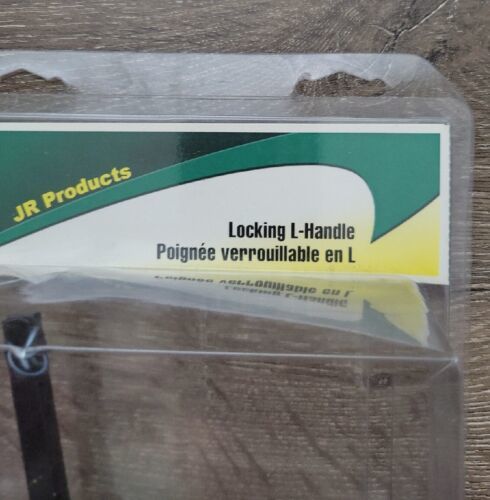 JR Products
Locking L-Handle
Poignée verrouillable en L